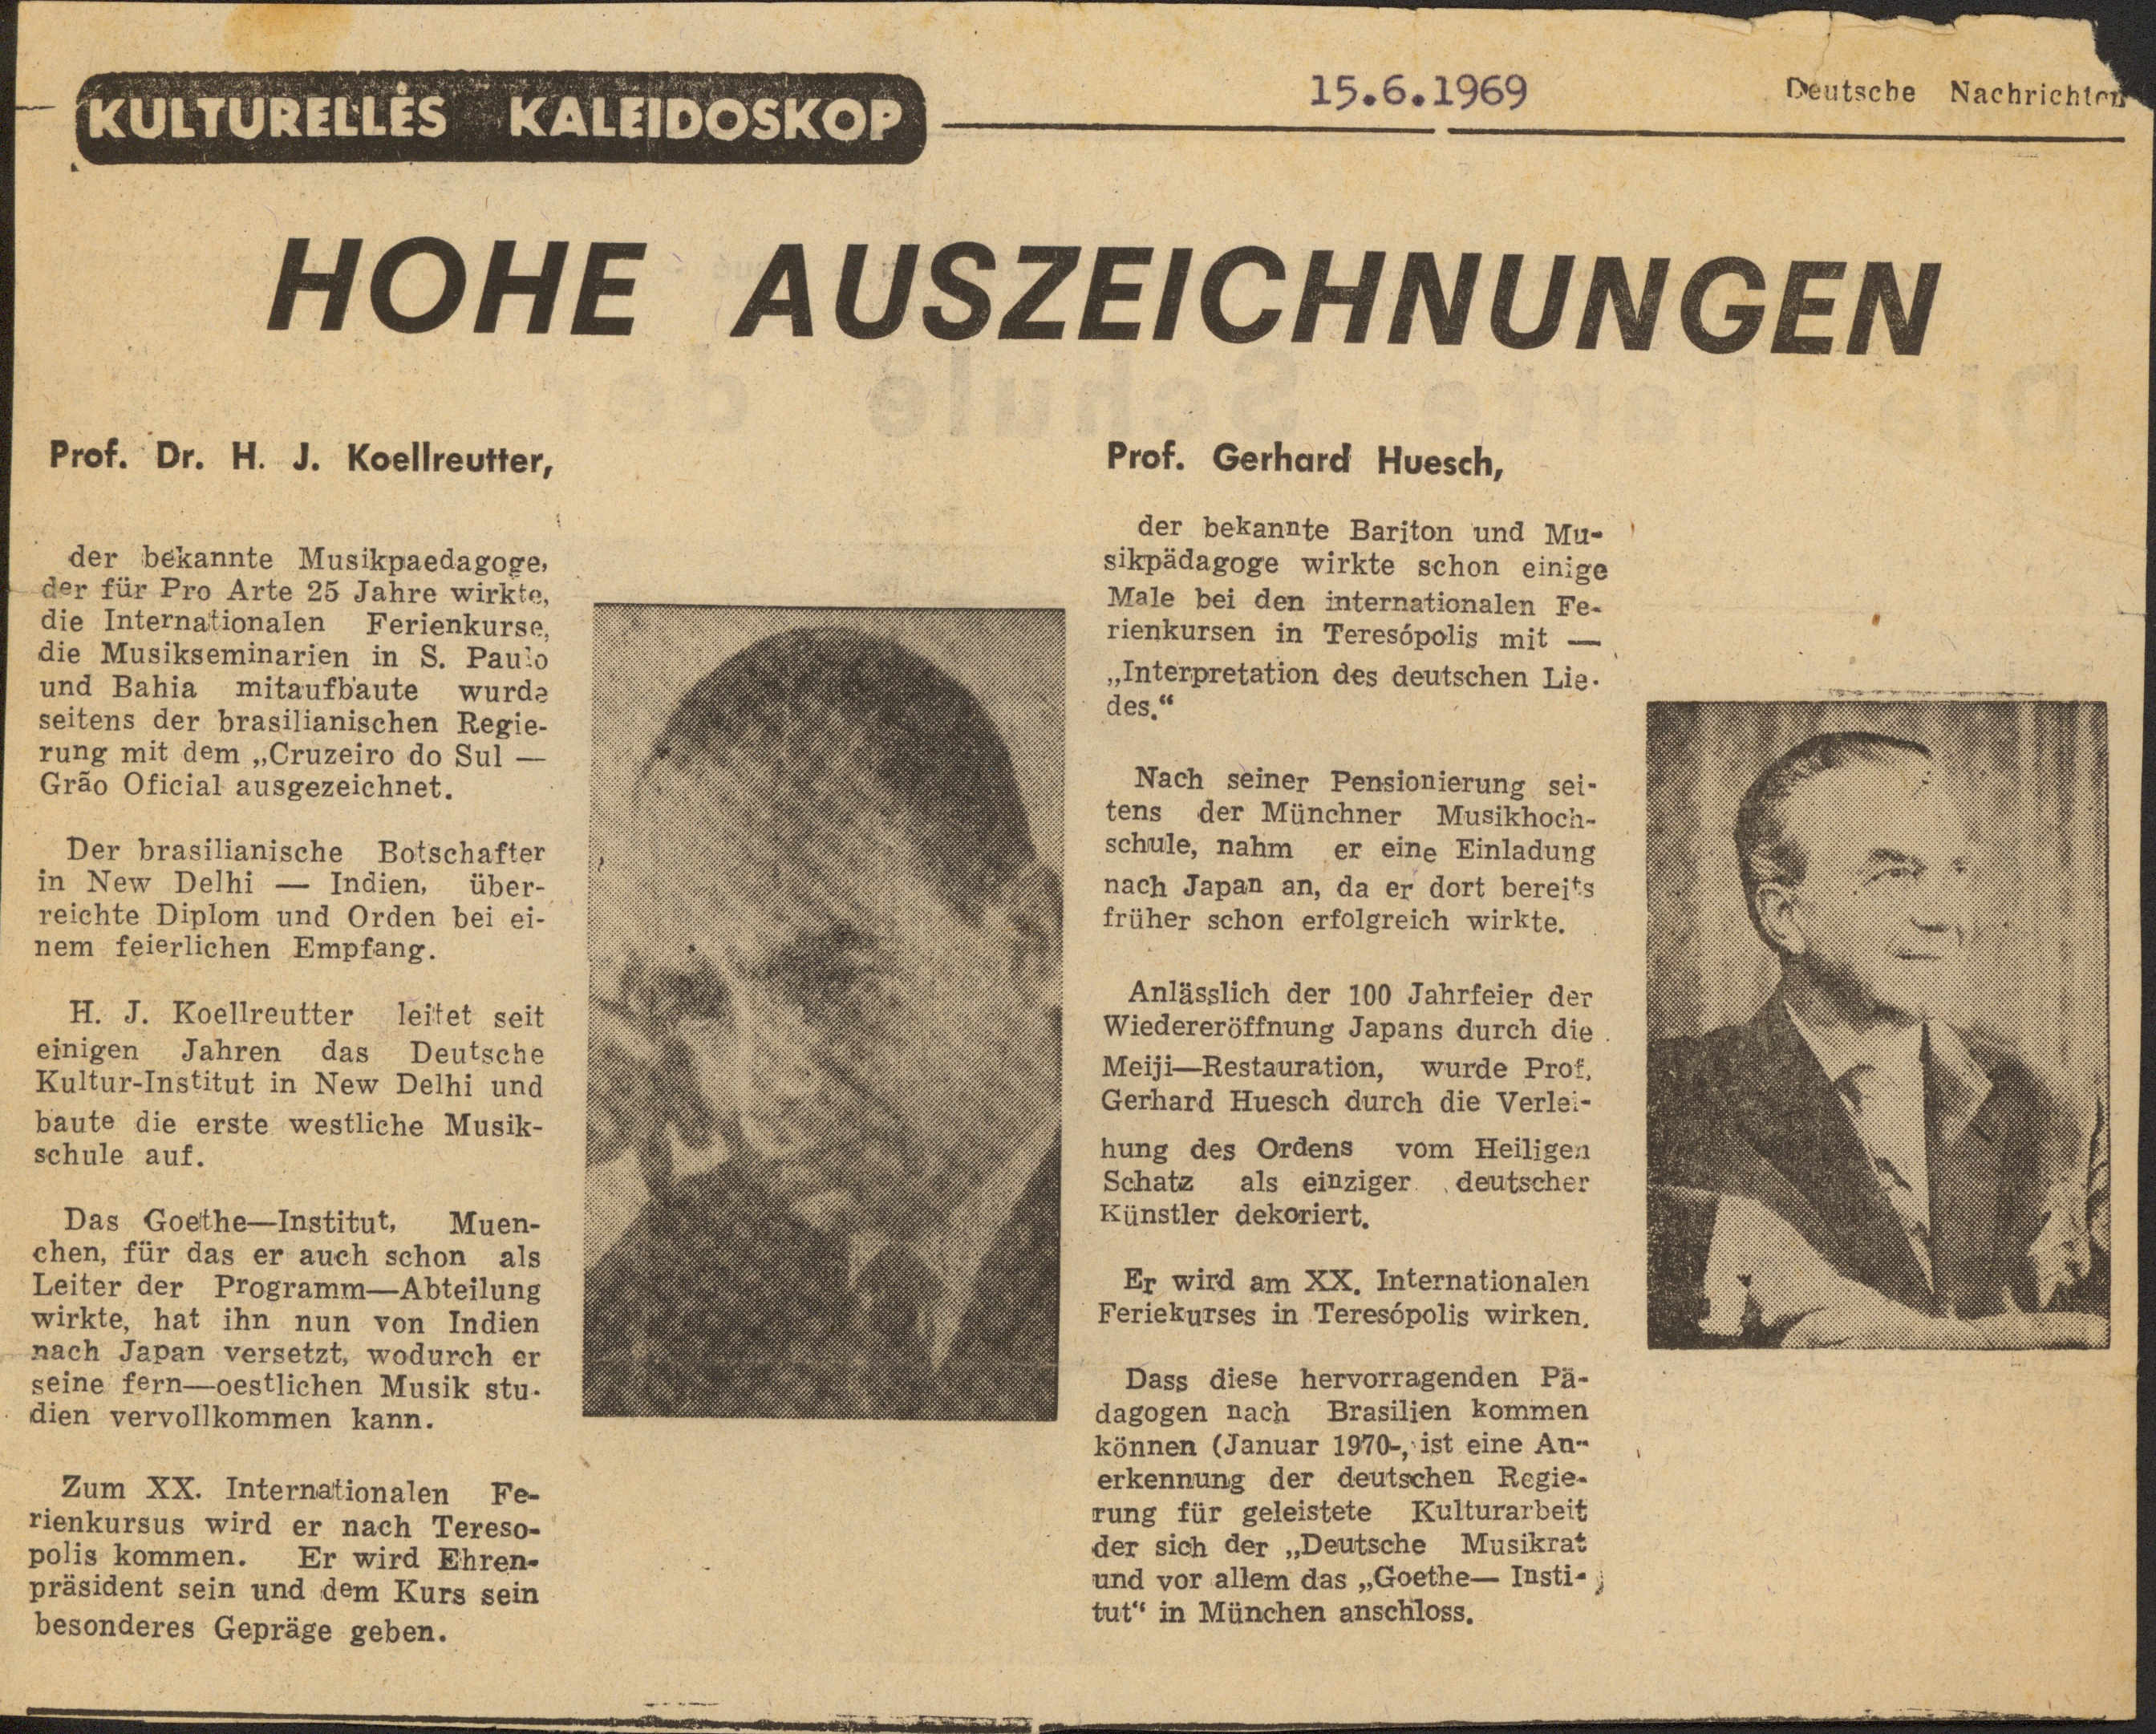 KULTURELLES KALEIDOSKOP
15.6.1969
Deutsche Nachrichten
HOHE AUSZEICHNUNGEN
Prof. Dr. H. J. Koellreutter,
der bekannte Musikpaedagoge,
der für Pro Arte 25 Jahre wirkte,
die Internationalen Ferienkurse,
die Musikseminarien in S. Paulo
und Bahia mitaufbaute wurde
seitens der brasilianischen Regie-
rung mit dem „Cruzeiro do Sul —
Grão Oficial ausgezeichnet.
Der brasilianische Botschafter
in New Delhi — Indien, über-
reichte Diplom und Orden bei ei-
nem feierlichen Empfang.
H. J. Koellreutter leitet seit
einigen Jahren das Deutsche
Kultur-Institut in New Delhi und
baute die erste westliche Musik-
schule auf.
Das Goethe—Institut, Muen-
chen, für das er auch schon als
Leiter der Programm—Abteilung
wirkte, hat ihn nun von Indien
nach Japan versetzt, wodurch er
seine fern—oestlichen Musik stu-
dien vervollkommen kann.
Zum XX. Internationalen Fe-
rienkursus wird er nach Tereso-
polis kommen. Er wird Ehren-
präsident sein und dem Kurs sein
besonderes Gepräge geben.
Prof. Gerhard Huesch,
der bekannte Bariton und Mu-
sikpädagoge wirkte schon einige
Male bei den internationalen Fe-
rienkursen in Teresópolis mit —
„Interpretation des deutschen Lie-
des.“
Nach seiner Pensionierung sei-
tens der Münchner Musikhoch-
schule, nahm er eine Einladung
nach Japan an, da er dort bereits
früher schon erfolgreich wirkte.
Anlässlich der 100 Jahrfeier der
Wiedereröffnung Japans durch die
Meiji—Restauration, wurde Prof.
Gerhard Huesch durch die Verlei-
hung des Ordens vom Heiligen
Schatz als einziger deutscher
Künstler dekoriert.
Er wird am XX. Internationalen
Feriekurses in Teresópolis wirken.
Dass diese hervorragenden Pä-
dagogen nach Brasilien kommen
können (Januar 1970-, ist eine An-
erkennung der deutschen Regie-
rung für geleistete Kulturarbeit
der sich der „Deutsche Musikrat
und vor allem das „Goethe— Insti-
tut“ in München anschloss.